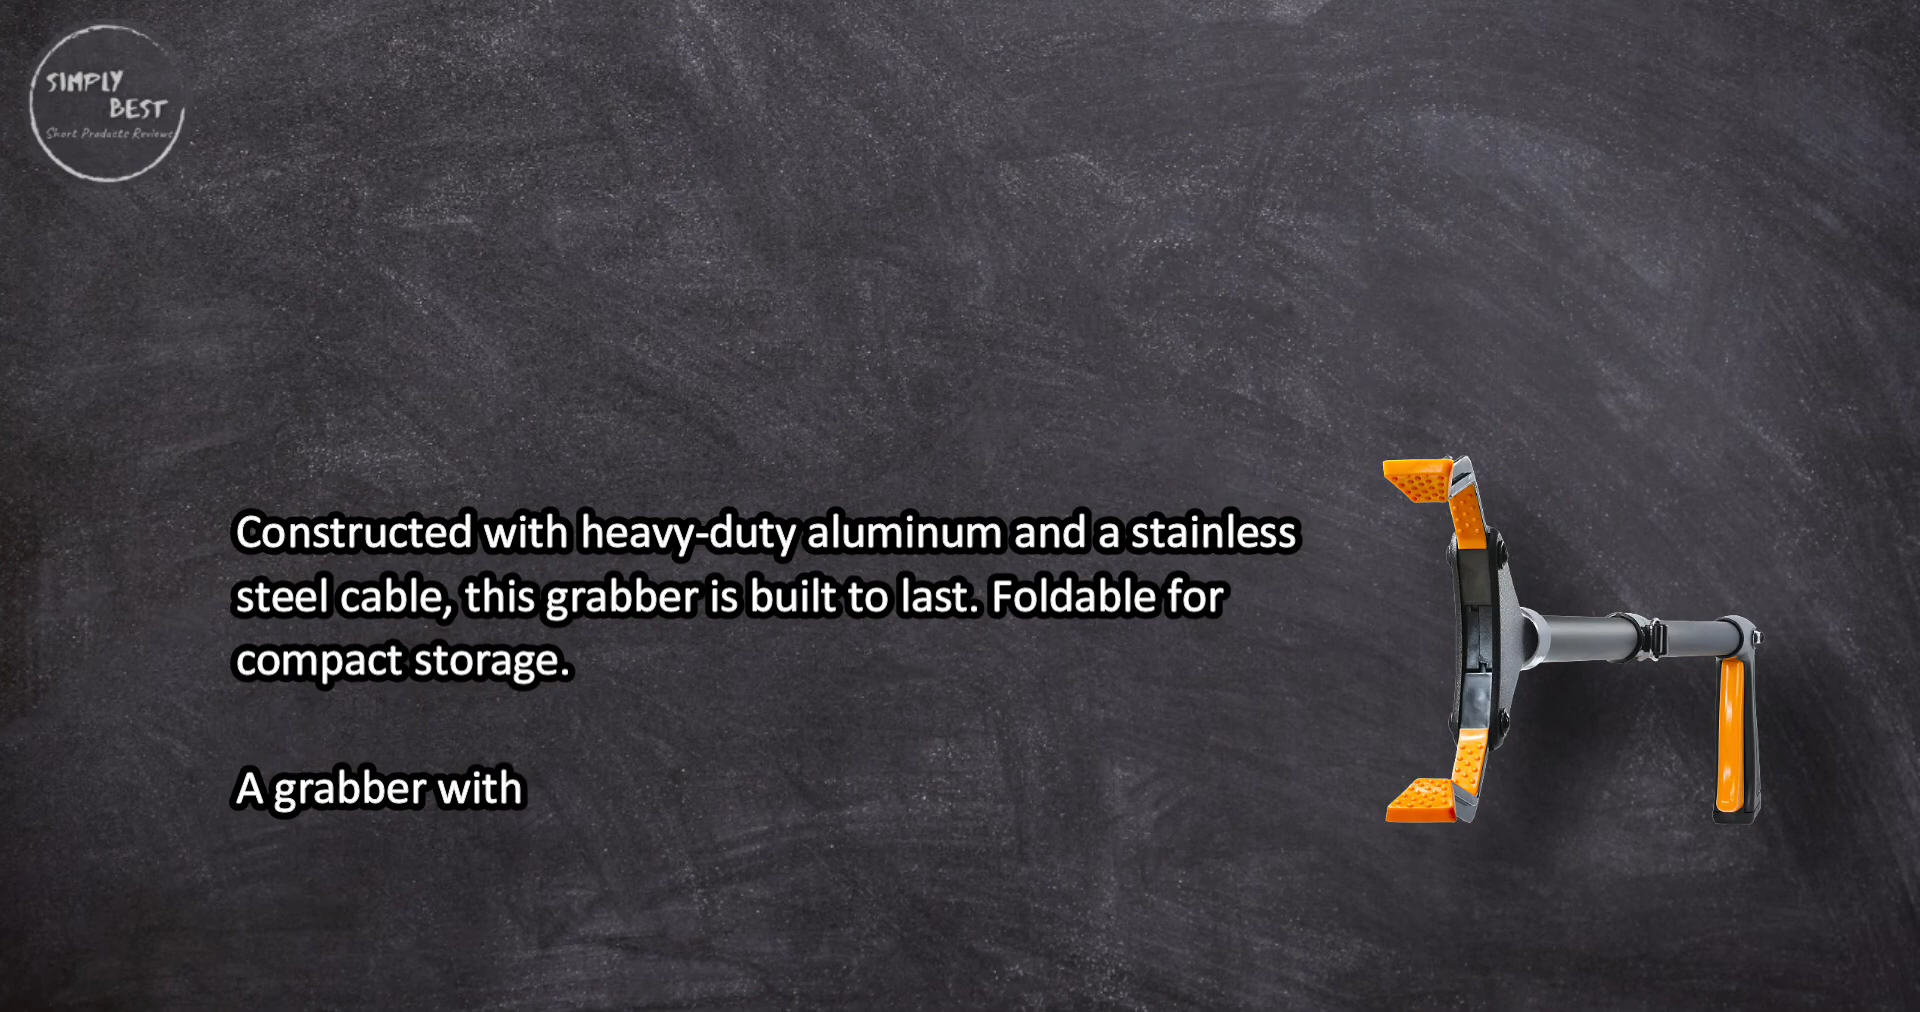 SIMPLY
BEST
Short Products Reviews
Constructed with heavy-duty aluminum and a stainless
steel cable, this grabber is built to last. Foldable for
compact storage.
A grabber with